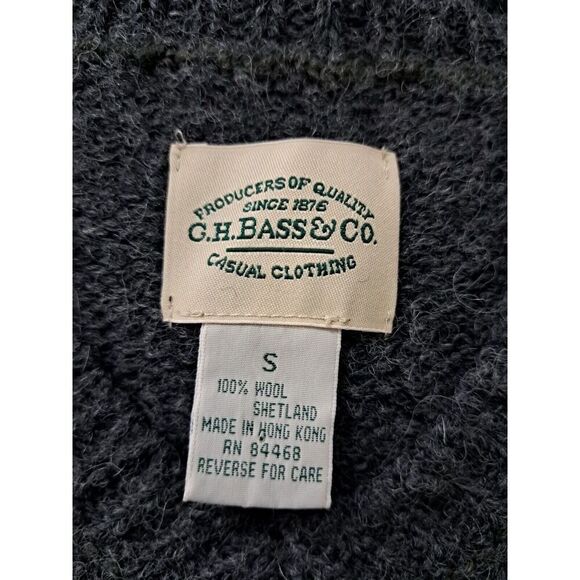 PRODUCERS OF QUALITY
SINCE 1876
G.H. BASS & CO.
CASUAL CLOTHING
S
100% WOOL
SHETLAND
MADE IN HONG KONG
RN 84468
REVERSE FOR CARE